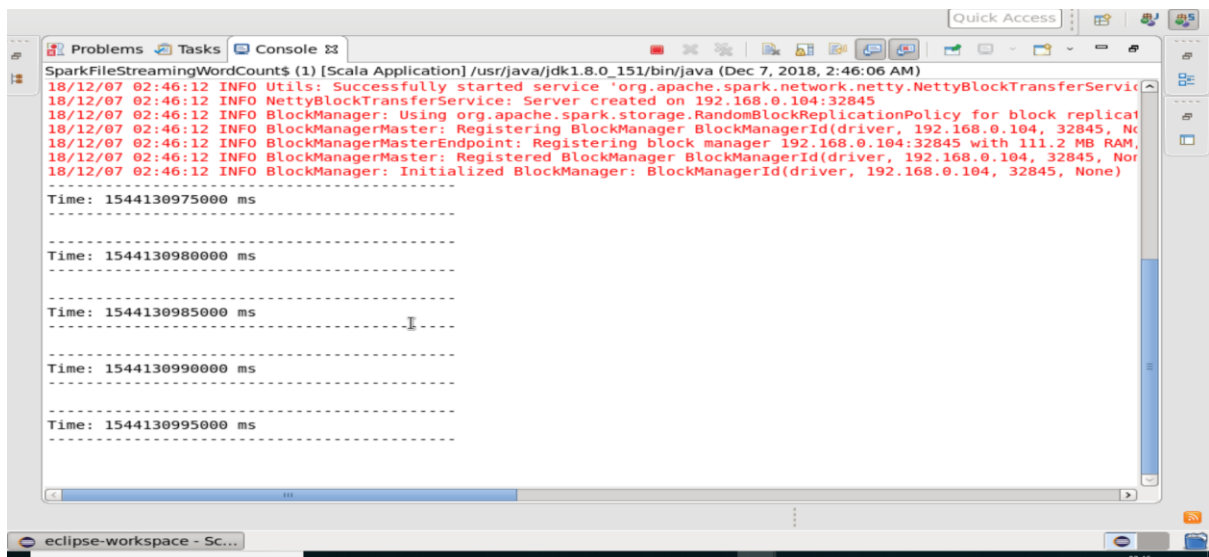 Quick Access
Problems Tasks Console
SparkFileStreamingWordCount$ (1) [Scala Application] /usr/java/jdk1.8.0_151/bin/java (Dec 7, 2018, 2:46:06 AM)
18/12/07 02:46:12 INFO Utils: Successfully started service 'org.apache.spark.network.netty.NettyBlockTransferServic
18/12/07 02:46:12 INFO NettyBlockTransferService: Server created on 192.168.0.104:32845
18/12/07 02:46:12 INFO BlockManager: Using org.apache.spark.storage.RandomBlockReplicationPolicy for block replicat
18/12/07 02:46:12 INFO BlockManagerMaster: Registering BlockManager BlockManagerId(driver, 192.168.0.104, 32845, No
18/12/07 02:46:12 INFO BlockManagerMasterEndpoint: Registering block manager 192.168.0.104:32845 with 111.2 MB RAM,
18/12/07 02:46:12 INFO BlockManagerMaster: Registered BlockManager BlockManagerId(driver, 192.168.0.104, 32845, Non
18/12/07 02:46:12 INFO BlockManager: Initialized BlockManager: BlockManagerId(driver, 192.168.0.104, 32845, None)
-------------------------------------------
Time: 1544130975000 ms
-------------------------------------------
-------------------------------------------
Time: 1544130980000 ms
-------------------------------------------
-------------------------------------------
Time: 1544130985000 ms
-------------------------------------------
-------------------------------------------
Time: 1544130990000 ms
-------------------------------------------
-------------------------------------------
Time: 1544130995000 ms
-------------------------------------------
eclipse-workspace - Sc...